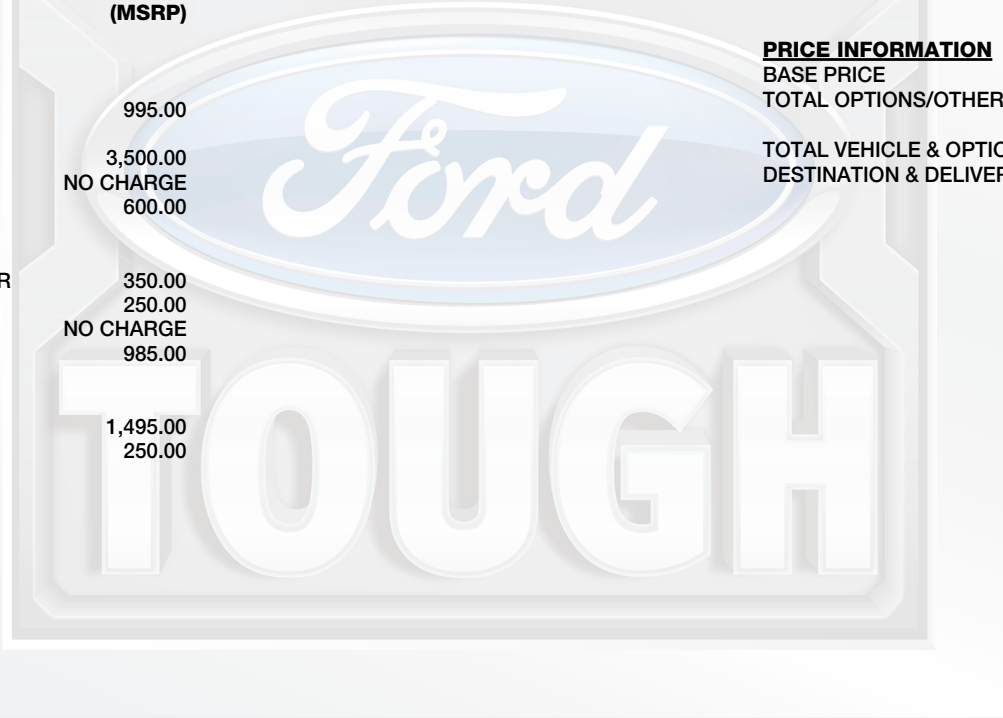 (MSRP)
PRICE INFORMATION
BASE PRICE
995.00
TOTAL OPTIONS/OTHER
3,500.00
TOTAL VEHICLE & OPTIO
NO CHARGE
DESTINATION & DELIVER
600.00
R
350.00
250.00
NO CHARGE
985.00
1,495.00
250.00
Ford
TOUGH